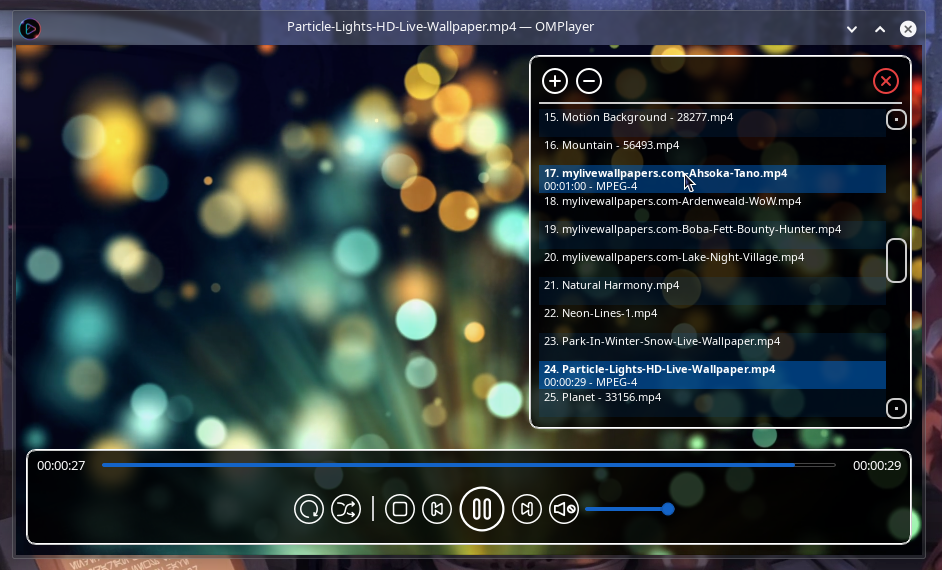 Particle-Lights-HD-Live-Wallpaper.mp4 — OMPlayer
15. Motion Background - 28277.mp4
16. Mountain - 56493.mp4
17. mylivewallpapers.com-Ahsoka-Tano.mp4
00:01:00 - MPEG-4
18. mylivewallpapers.com-Ardenweald-WoW.mp4
19. mylivewallpapers.com-Boba-Fett-Bounty-Hunter.mp4
20. mylivewallpapers.com-Lake-Night-Village.mp4
21. Natural Harmony.mp4
22. Neon-Lines-1.mp4
23. Park-In-Winter-Snow-Live-Wallpaper.mp4
24. Particle-Lights-HD-Live-Wallpaper.mp4
00:00:29 - MPEG-4
25. Planet - 33156.mp4
00:00:27
00:00:29